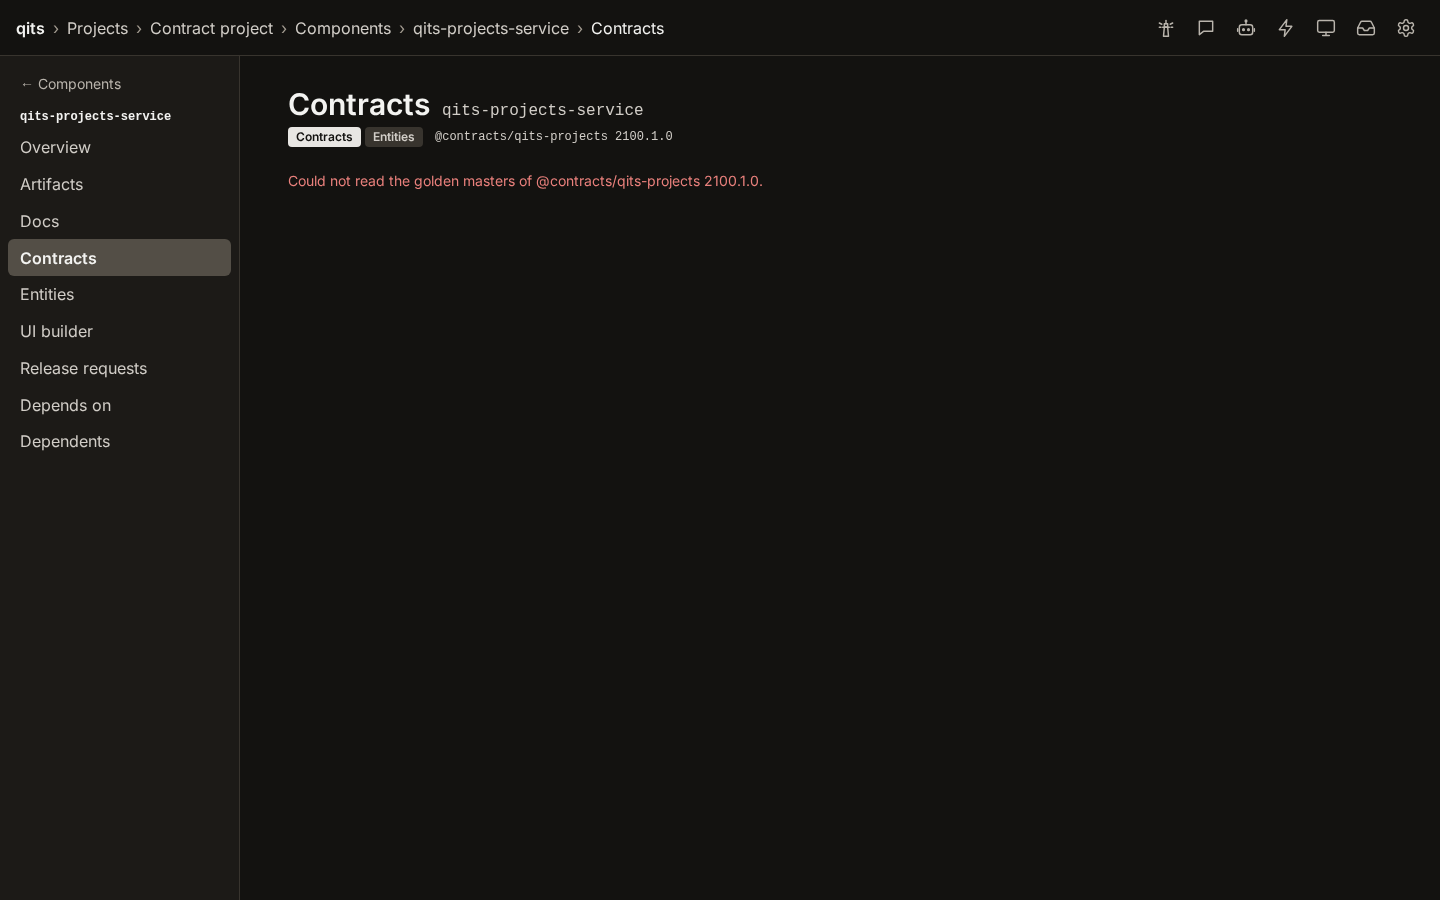 qits › Projects › Contract project › Components › qits-projects-service › Contracts
← Components
qits-projects-service
Overview
Artifacts
Docs
Contracts
Entities
UI builder
Release requests
Depends on
Dependents
Contracts qits-projects-service
Contracts Entities @contracts/qits-projects 2100.1.0
Could not read the golden masters of @contracts/qits-projects 2100.1.0.